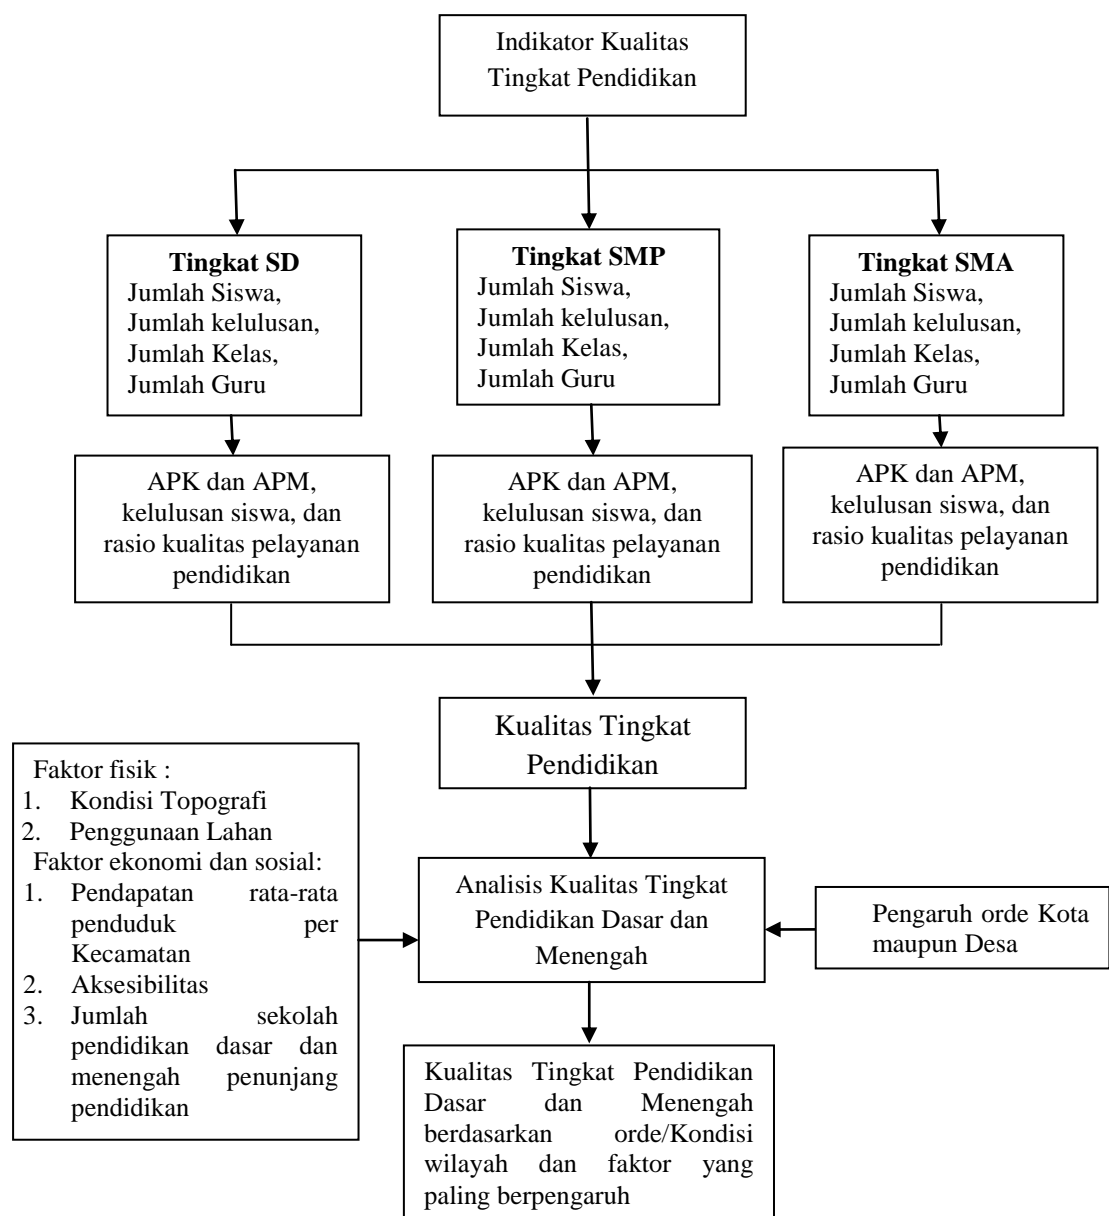 Indikator Kualitas
Tingkat Pendidikan
Tingkat SD
Jumlah Siswa,
Jumlah kelulusan,
Jumlah Kelas,
Jumlah Guru
Tingkat SMP
Jumlah Siswa,
Jumlah kelulusan,
Jumlah Kelas,
Jumlah Guru
Tingkat SMA
Jumlah Siswa,
Jumlah kelulusan,
Jumlah Kelas,
Jumlah Guru
APK dan APM,
kelulusan siswa, dan
rasio kualitas pelayanan
pendidikan
APK dan APM,
kelulusan siswa, dan
rasio kualitas pelayanan
pendidikan
APK dan APM,
kelulusan siswa, dan
rasio kualitas pelayanan
pendidikan
Kualitas Tingkat
Pendidikan
Faktor fisik :
1. Kondisi Topografi
2. Penggunaan Lahan
Faktor ekonomi dan sosial:
1. Pendapatan rata-rata
penduduk per
Kecamatan
2. Aksesibilitas
3. Jumlah sekolah
pendidikan dasar dan
menengah penunjang
pendidikan
Analisis Kualitas Tingkat
Pendidikan Dasar dan
Menengah
Pengaruh orde Kota
maupun Desa
Kualitas Tingkat Pendidikan
Dasar dan Menengah
berdasarkan orde/Kondisi
wilayah dan faktor yang
paling berpengaruh